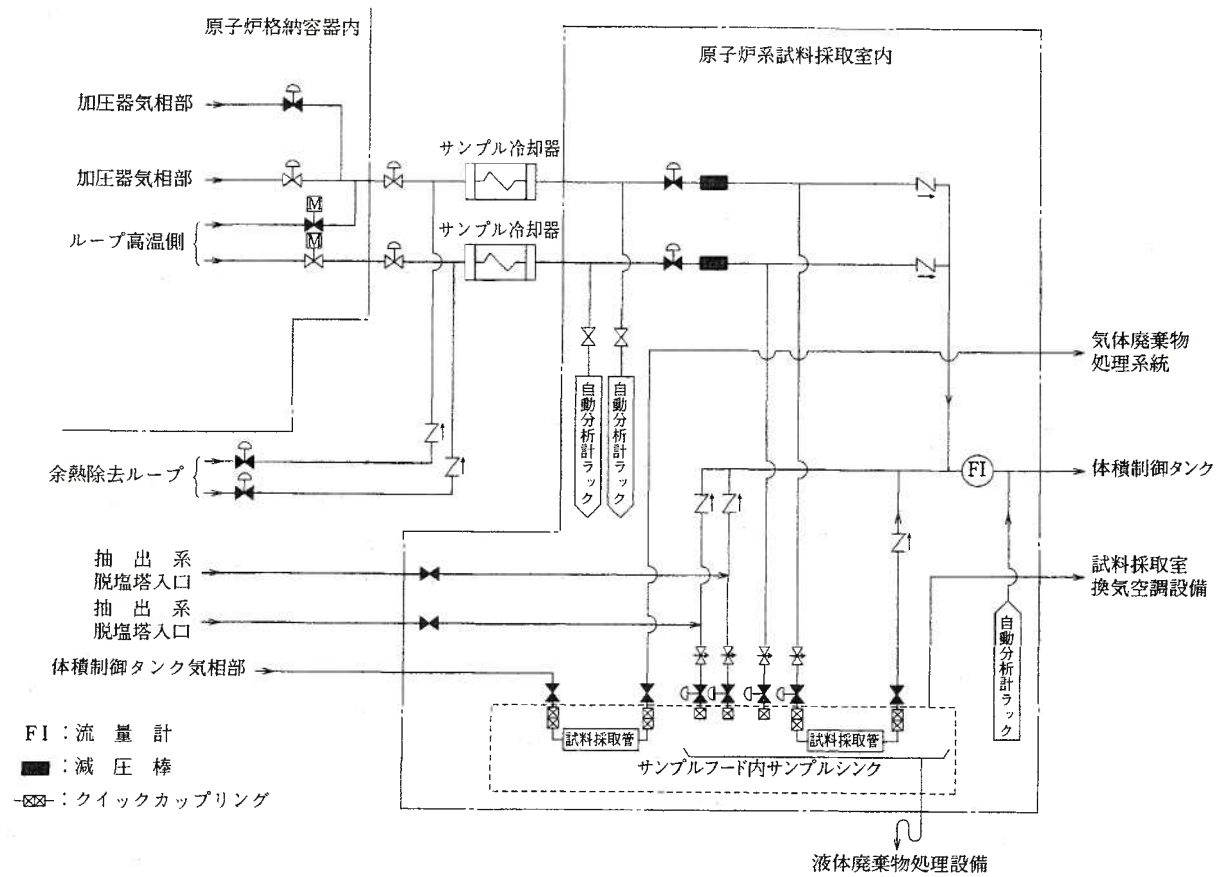 原子炉格納容器内
原子炉系試料採取室内
加圧器気相部
サンプル冷却器
加圧器気相部
M
サンプル冷却器
M
ループ高温側
気体廃棄物
処理系統
自動分析計ラック
自動分析計ラック
余熱除去ループ
FI
体積制御タンク
抽出系
脱塩塔入口
試料採取室
換気空調設備
抽出系
脱塩塔入口
自動分析計ラック
体積制御タンク気相部
FI:流量計
試料採取管
試料採取管
:減圧棒
サンプルフード内サンプルシンク
:クイックカップリング
液体廃棄物処理設備